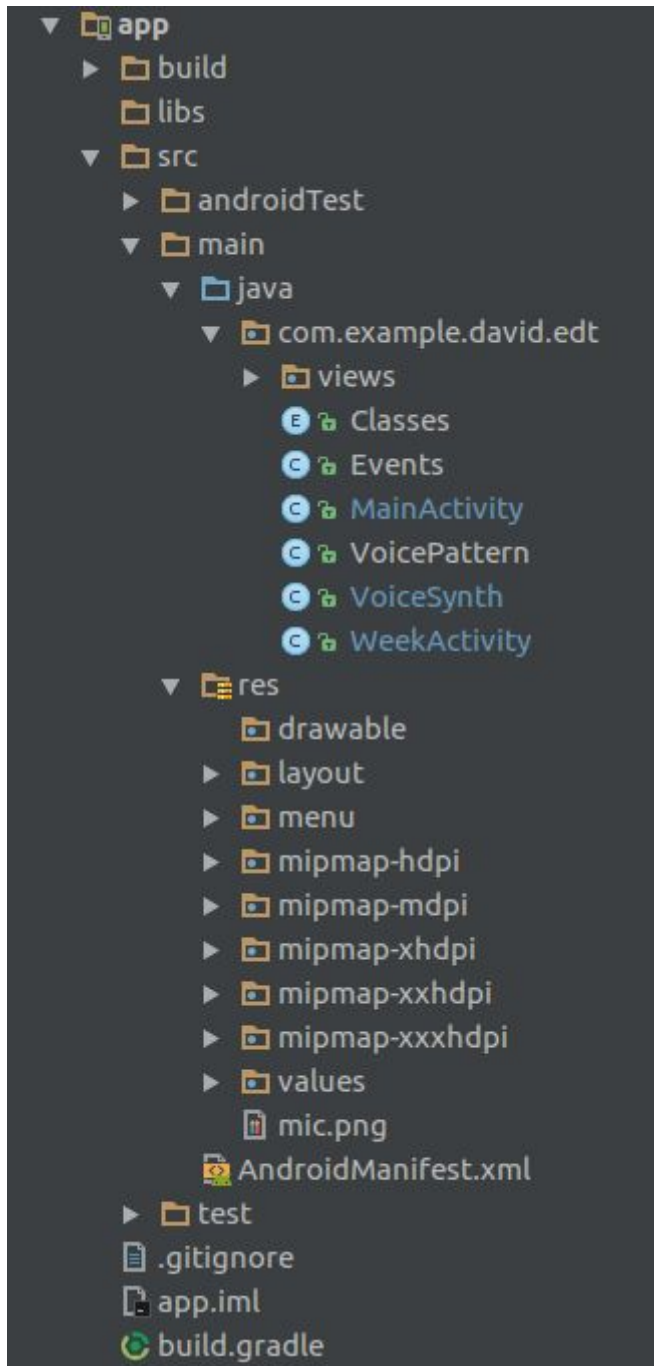 app
build
libs
src
androidTest
main
java
com.example.david.edt
views
E Classes
C Events
C MainActivity
C VoicePattern
C VoiceSynth
C WeekActivity
res
drawable
layout
menu
mipmap-hdpi
mipmap-mdpi
mipmap-xhdpi
mipmap-xxhdpi
mipmap-xxxhdpi
values
mic.png
AndroidManifest.xml
test
.gitignore
app.iml
build.gradle